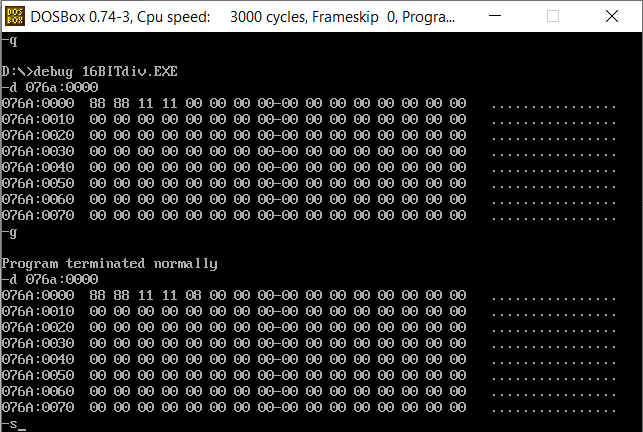 DOS BOX DOSBox 0.74-3, Cpu speed: 3000 cycles, Frameskip 0, Progra...
-q
D:\>debug 16BITdiv.EXE
-d 076a:0000
076A:0000 88 88 11 11 00 00 00 00-00 00 00 00 00 00 00 00 ................
076A:0010 00 00 00 00 00 00 00 00-00 00 00 00 00 00 00 00 ................
076A:0020 00 00 00 00 00 00 00 00-00 00 00 00 00 00 00 00 ................
076A:0030 00 00 00 00 00 00 00 00-00 00 00 00 00 00 00 00 ................
076A:0040 00 00 00 00 00 00 00 00-00 00 00 00 00 00 00 00 ................
076A:0050 00 00 00 00 00 00 00 00-00 00 00 00 00 00 00 00 ................
076A:0060 00 00 00 00 00 00 00 00-00 00 00 00 00 00 00 00 ................
076A:0070 00 00 00 00 00 00 00 00-00 00 00 00 00 00 00 00 ................
-g
Program terminated normally
-d 076a:0000
076A:0000 88 88 11 11 08 00 00 00-00 00 00 00 00 00 00 00 ................
076A:0010 00 00 00 00 00 00 00 00-00 00 00 00 00 00 00 00 ................
076A:0020 00 00 00 00 00 00 00 00-00 00 00 00 00 00 00 00 ................
076A:0030 00 00 00 00 00 00 00 00-00 00 00 00 00 00 00 00 ................
076A:0040 00 00 00 00 00 00 00 00-00 00 00 00 00 00 00 00 ................
076A:0050 00 00 00 00 00 00 00 00-00 00 00 00 00 00 00 00 ................
076A:0060 00 00 00 00 00 00 00 00-00 00 00 00 00 00 00 00 ................
076A:0070 00 00 00 00 00 00 00 00-00 00 00 00 00 00 00 00 ................
-s_